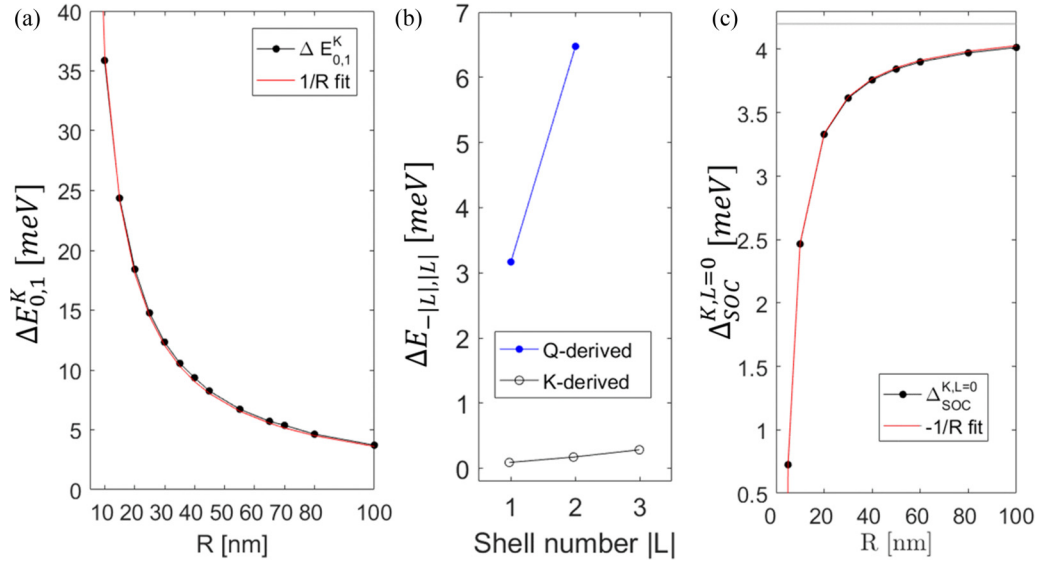 (a)
40
35
30
25
20
15
10
5
0
ΔE^K_{0,1} [meV]
Δ E^K_{0,1}
1/R fit
10 20 30 40 50 60 70 80 100
R [nm]
(b)
7
6
5
4
3
2
1
0
ΔE_{−|L|,|L|} [meV]
Q-derived
K-derived
1 2 3
Shell number |L|
(c)
4
3.5
3
2.5
2
1.5
1
0.5
Δ_{SOC}^{K,L=0} [meV]
Δ_{SOC}^{K,L=0}
-1/R fit
0 20 40 60 80 100
R [nm]